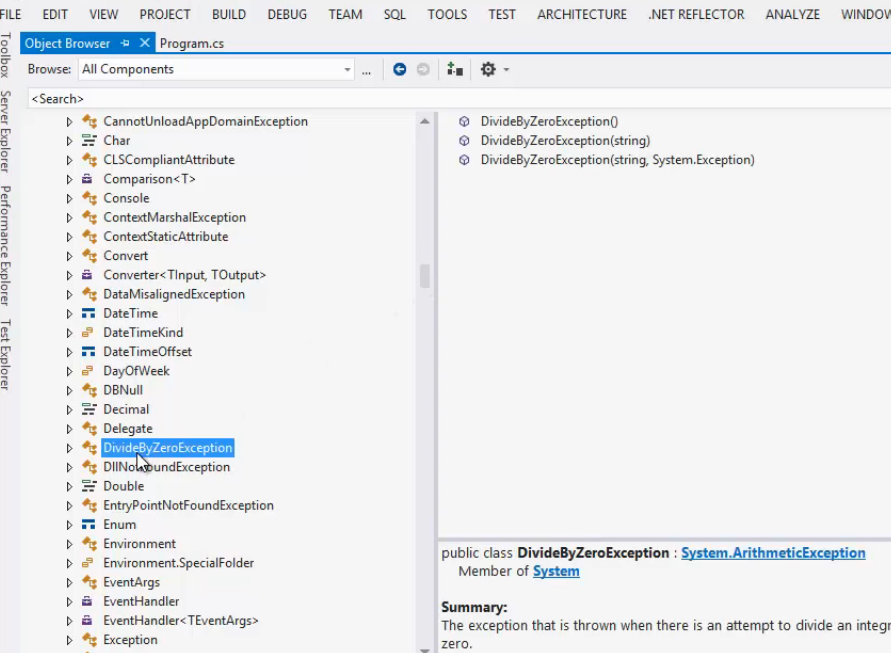 FILE EDIT VIEW PROJECT BUILD DEBUG TEAM SQL TOOLS TEST ARCHITECTURE .NET REFLECTOR ANALYZE WINDOW
Toolbox
Server Explorer
Performance Explorer
Test Explorer
Object Browser Program.cs
Browse: All Components ...
<Search>
CannotUnloadAppDomainException
Char
CLSCompliantAttribute
Comparison<T>
Console
ContextMarshalException
ContextStaticAttribute
Convert
Converter<TInput, TOutput>
DataMisalignedException
DateTime
DateTimeKind
DateTimeOffset
DayOfWeek
DBNull
Decimal
Delegate
DivideByZeroException
DllNotFoundException
Double
EntryPointNotFoundException
Enum
Environment
Environment.SpecialFolder
EventArgs
EventHandler
EventHandler<TEventArgs>
Exception
DivideByZeroException()
DivideByZeroException(string)
DivideByZeroException(string, System.Exception)
public class DivideByZeroException : System.ArithmeticException
Member of System
Summary:
The exception that is thrown when there is an attempt to divide an integr
zero.